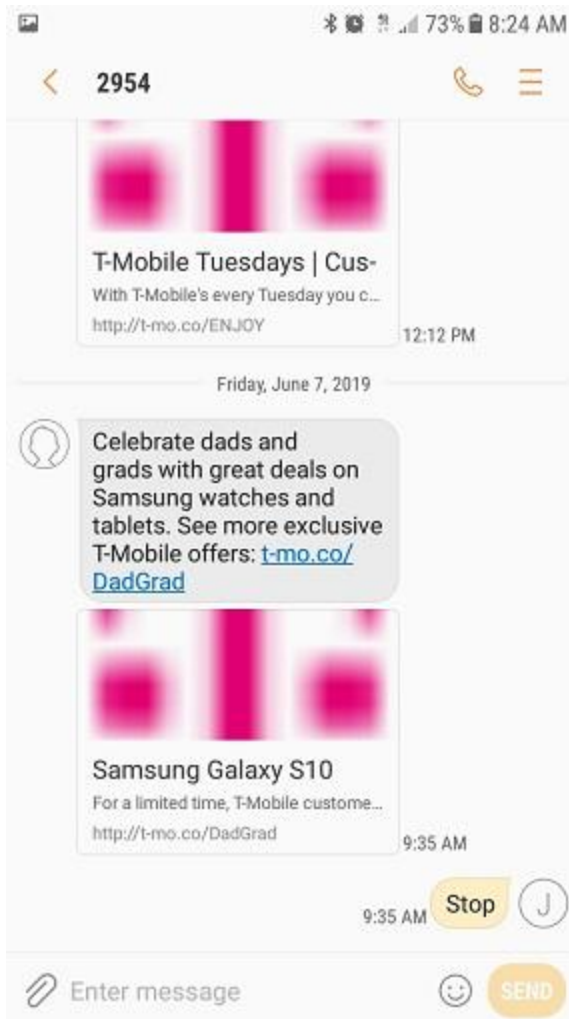 73% 8:24 AM
2954
T-Mobile Tuesdays | Cus-
With T-Mobile's every Tuesday you c...
http://t-mo.co/ENJOY
12:12 PM
Friday, June 7, 2019
Celebrate dads and
grads with great deals on
Samsung watches and
tablets. See more exclusive
T-Mobile offers: t-mo.co/
DadGrad
Samsung Galaxy S10
For a limited time, T-Mobile custome...
http://t-mo.co/DadGrad
9:35 AM
9:35 AM Stop J
Enter message SEND